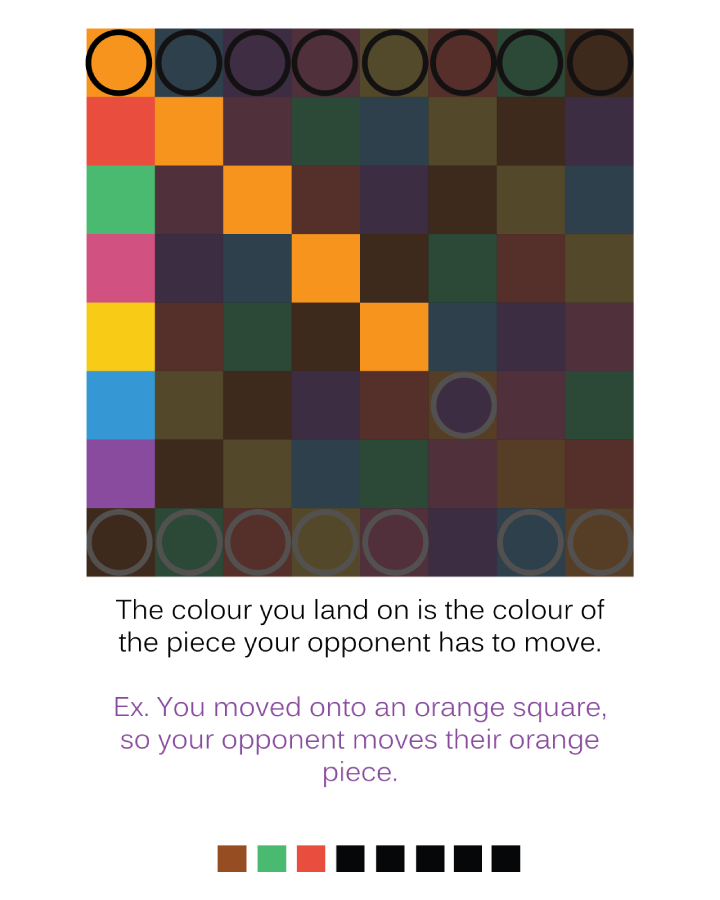 The colour you land on is the colour of
the piece your opponent has to move.
Ex. You moved onto an orange square,
so your opponent moves their orange
piece.